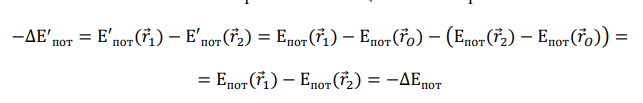 −ΔE′пот = E′пот(r⃗₁) − E′пот(r⃗₂) = Eпот(r⃗₁) − Eпот(r⃗O) − (Eпот(r⃗₂) − Eпот(r⃗O)) =
= Eпот(r⃗₁) − Eпот(r⃗₂) = −ΔEпот